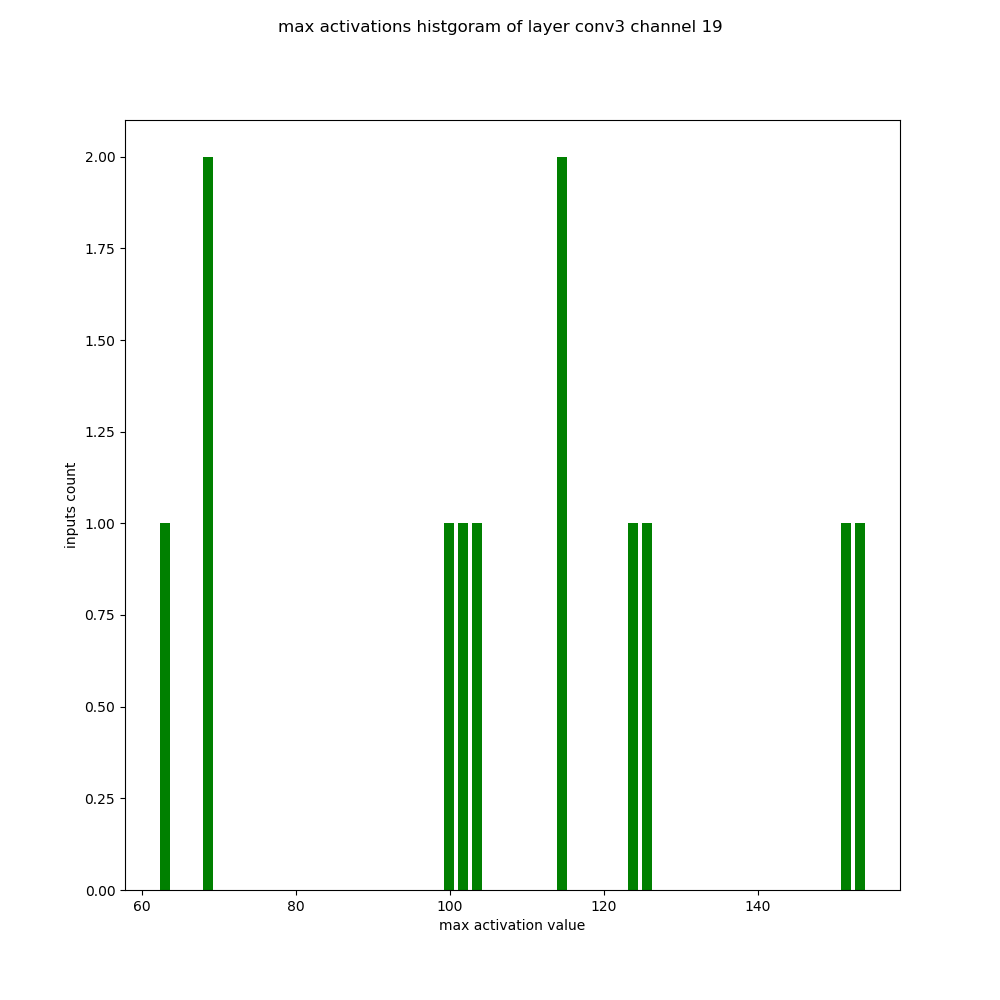 max activations histgoram of layer conv3 channel 19
2.00
1.75
1.50
1.25
1.00
0.75
0.50
0.25
0.00
inputs count
60 80 100 120 140
max activation value